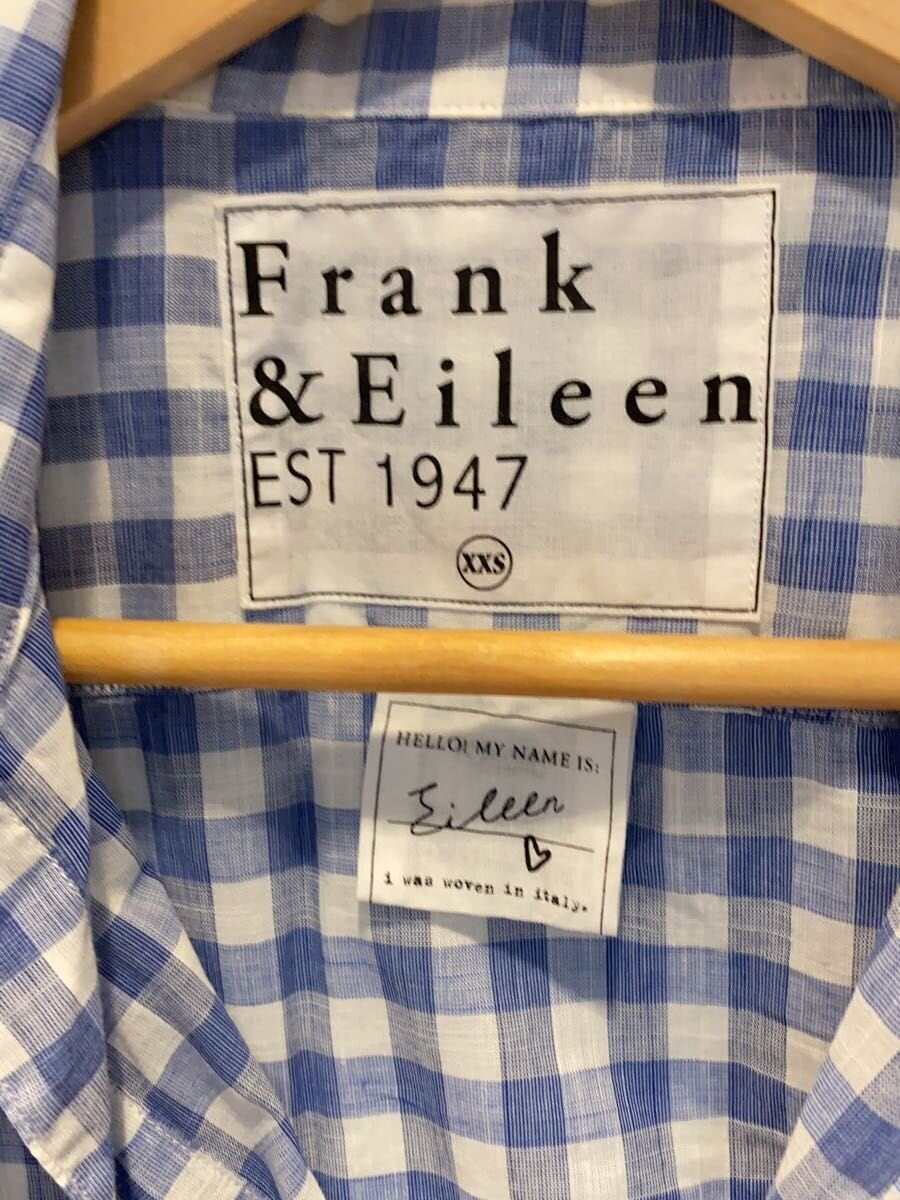 Frank
& Eileen
EST 1947
XXS
HELLO! MY NAME IS:
Eileen
i was woven in italy.